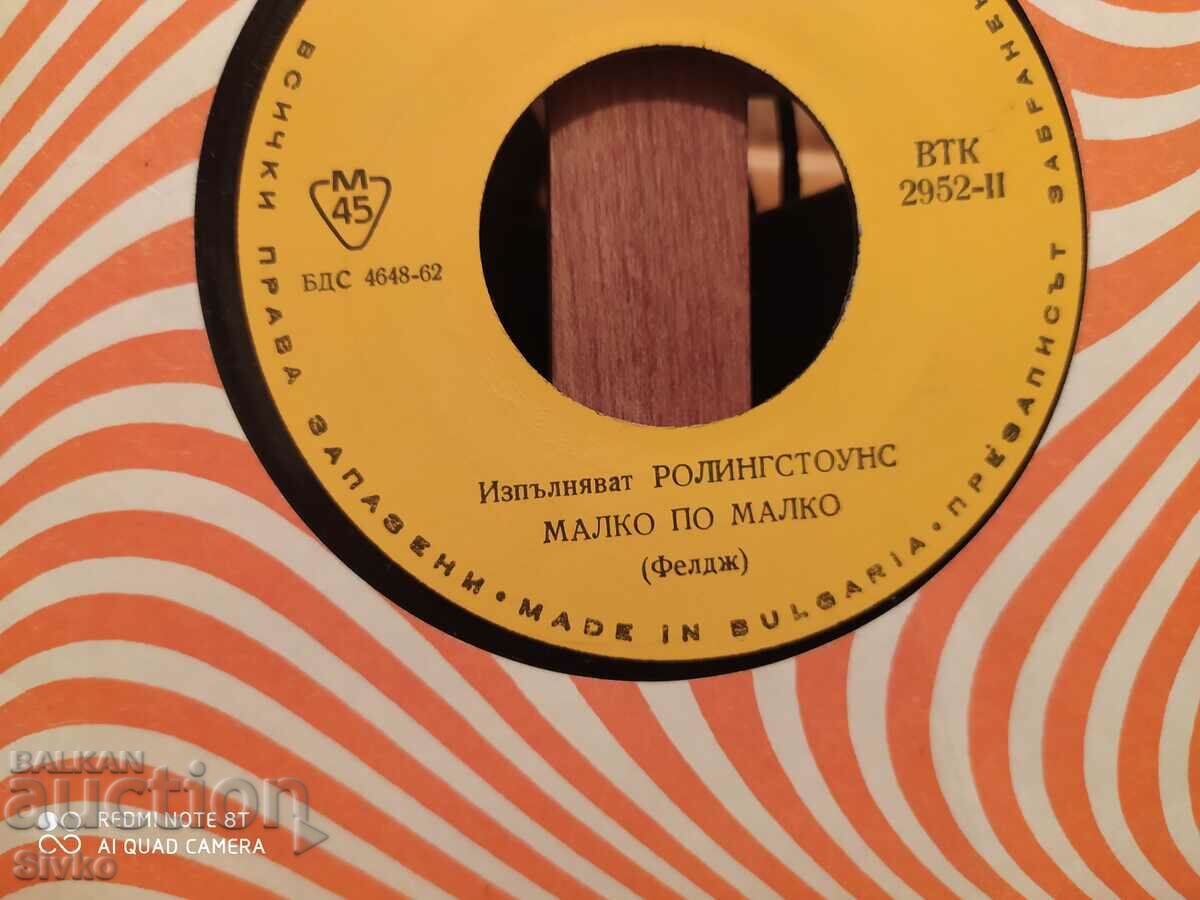 ВСИЧКИ ПРАВА ЗАПАЗЕНИ • MADE IN BULGARIA • ПРЕЗАПИСЪТ ЗАБРАНЕН
М
45
БДС 4648-62
ВТК
2952-II
Изпълняват РОЛИНГСТОУНС
МАЛКО ПО МАЛКО
(Фелдж)
BALKAN
auction
REDMI NOTE 8T
AI QUAD CAMERA
Sivko